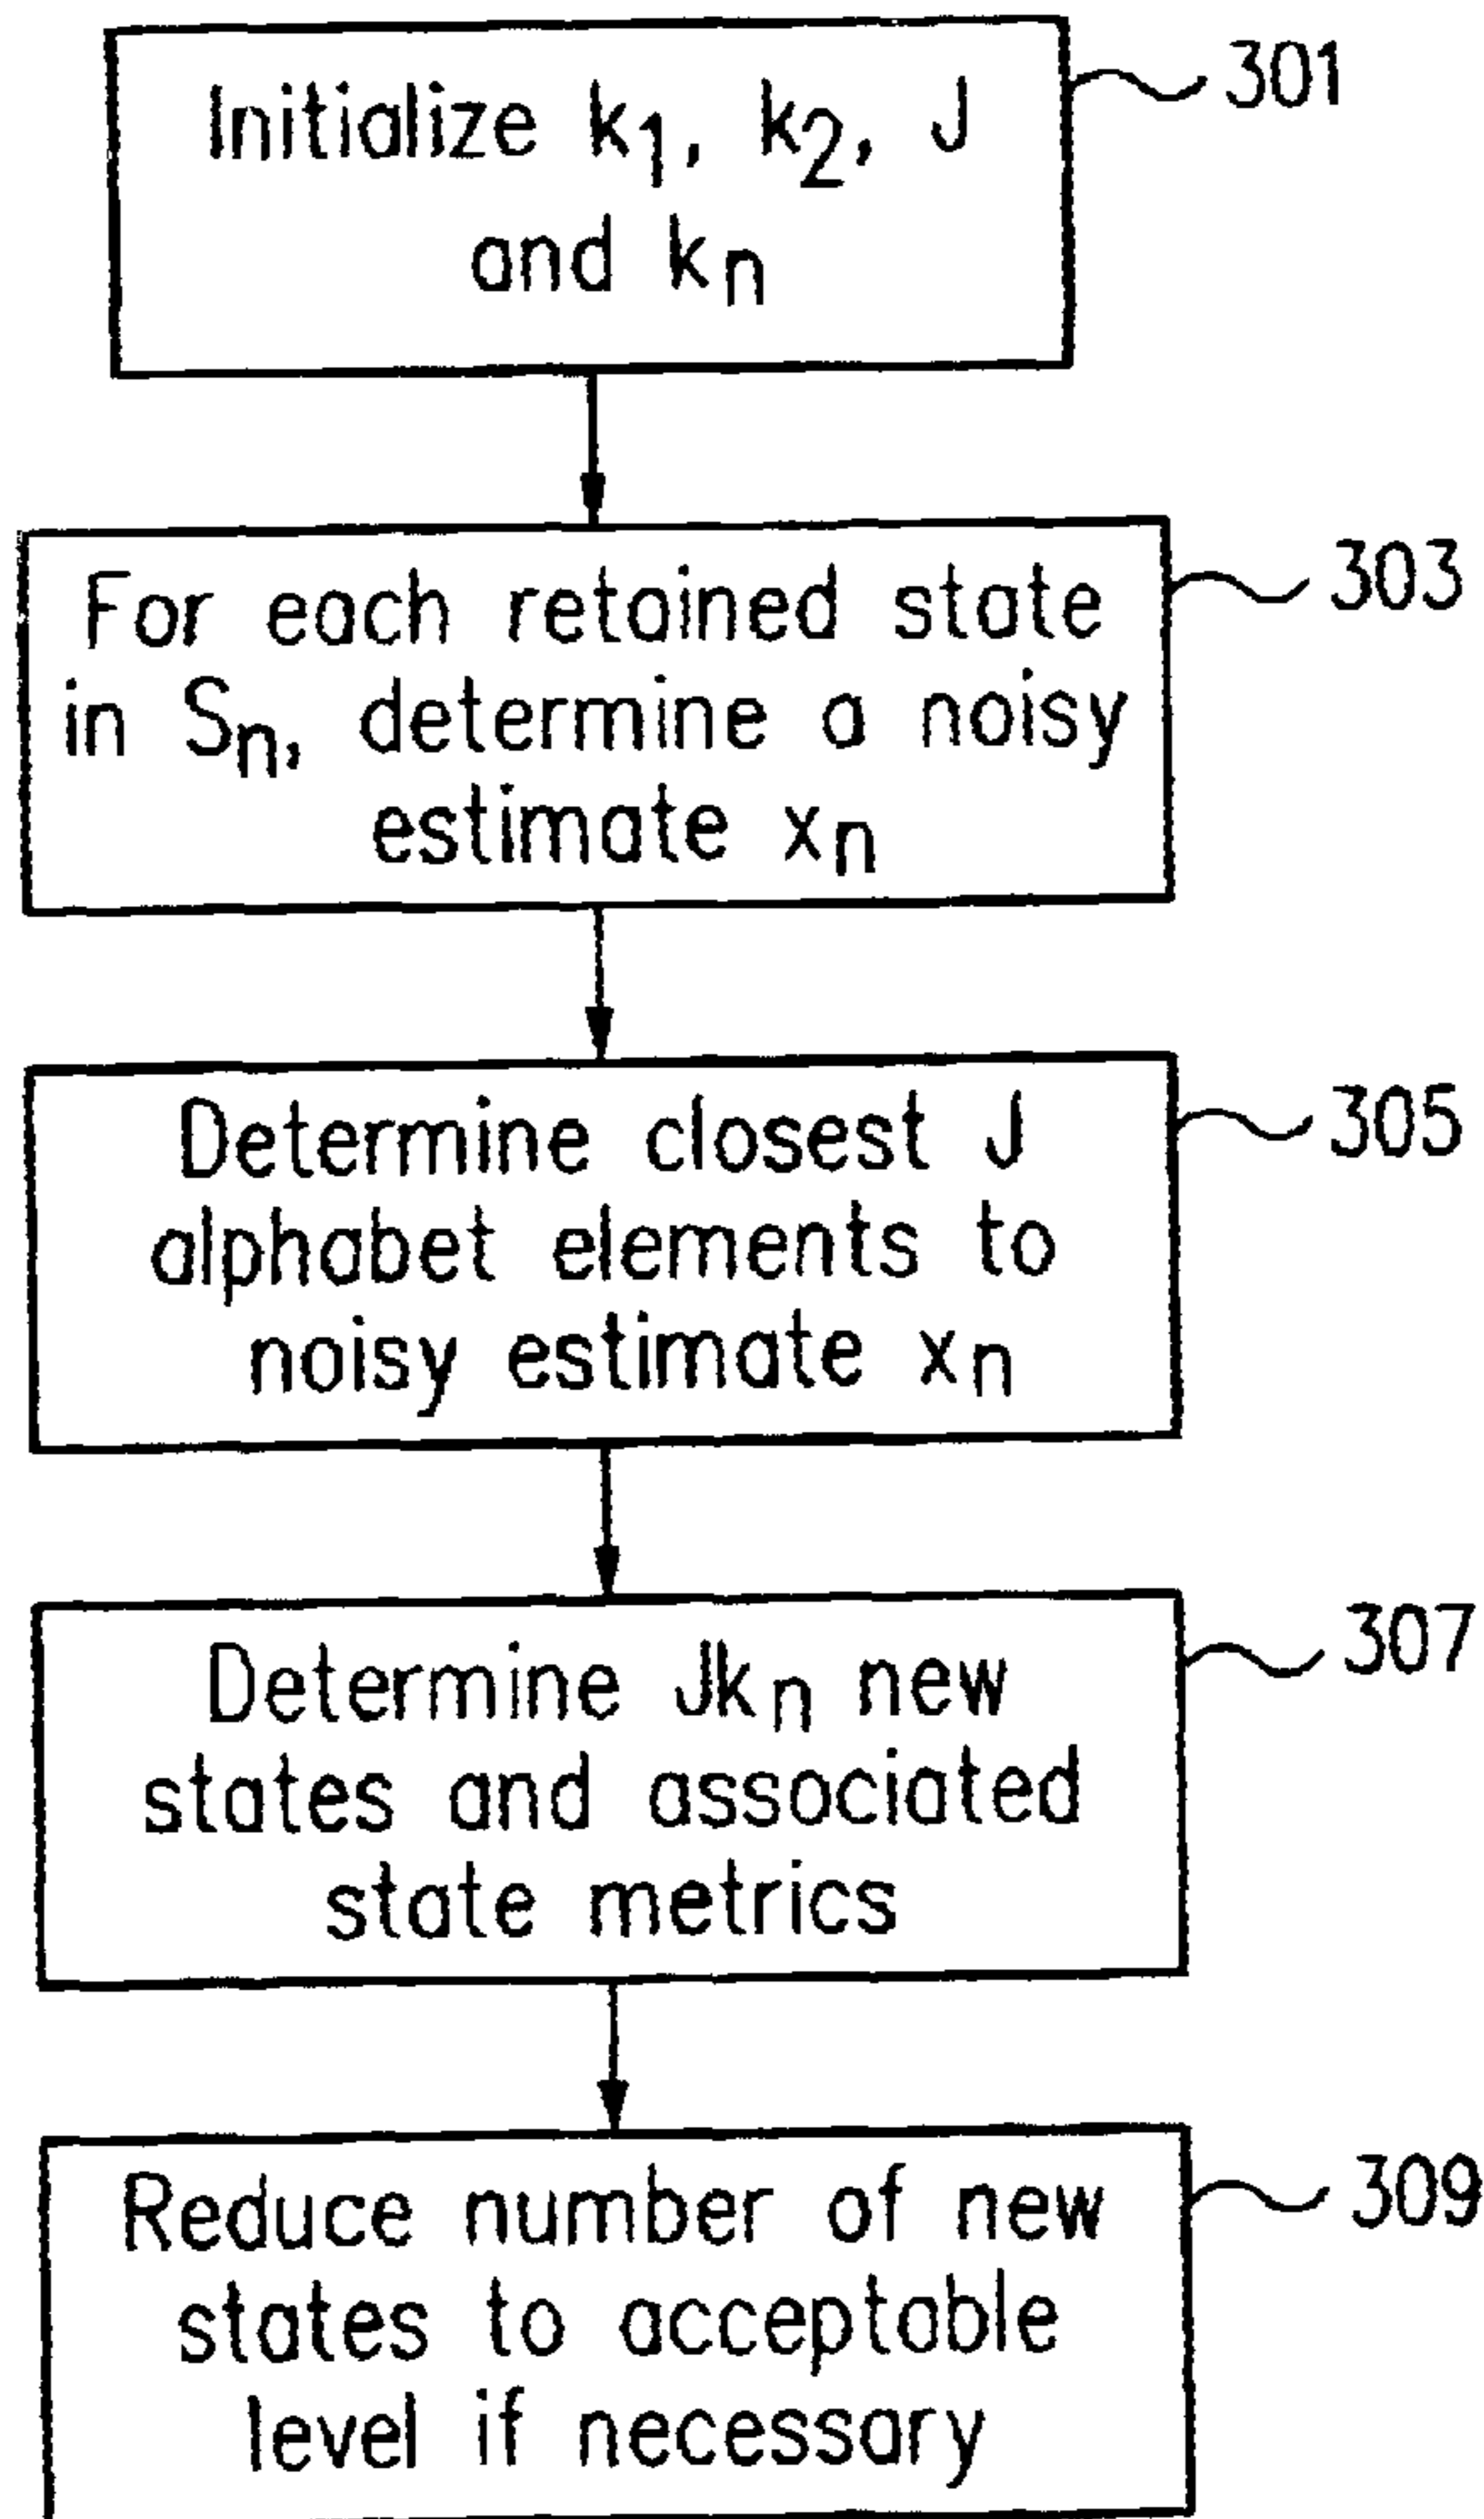 Initialize k1, k2, J
and kn
301
For each retained state
in Sn, determine a noisy
estimate xn
303
Determine closest J
alphabet elements to
noisy estimate xn
305
Determine Jkn new
states and associated
state metrics
307
Reduce number of new
states to acceptable
level if necessary
309